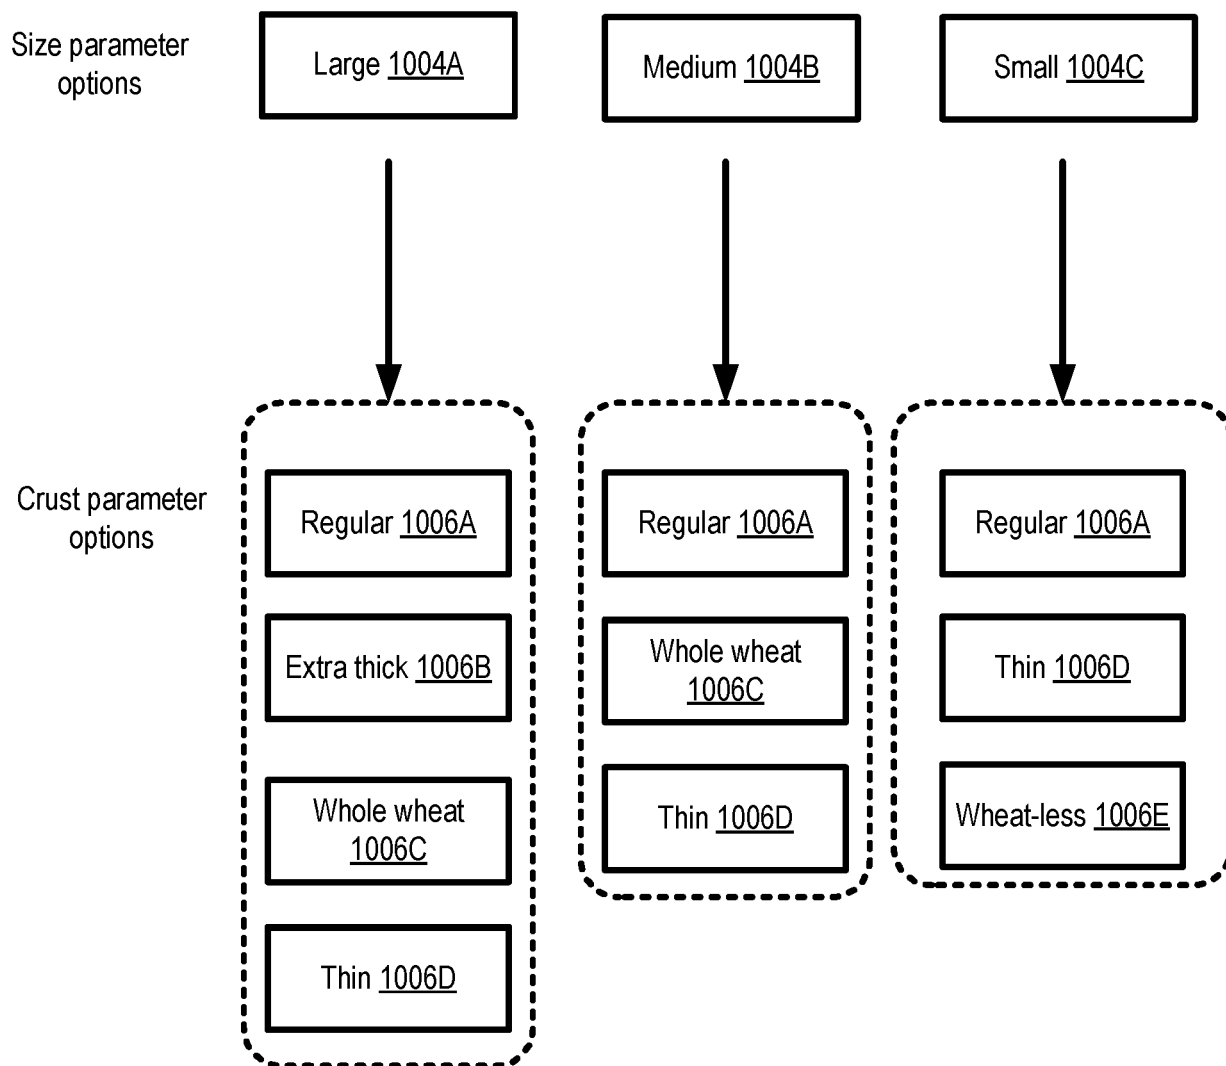 Size parameter
options
Large 1004A
Medium 1004B
Small 1004C
Crust parameter
options
Regular 1006A
Extra thick 1006B
Whole wheat
1006C
Thin 1006D
Regular 1006A
Whole wheat
1006C
Thin 1006D
Regular 1006A
Thin 1006D
Wheat-less 1006E